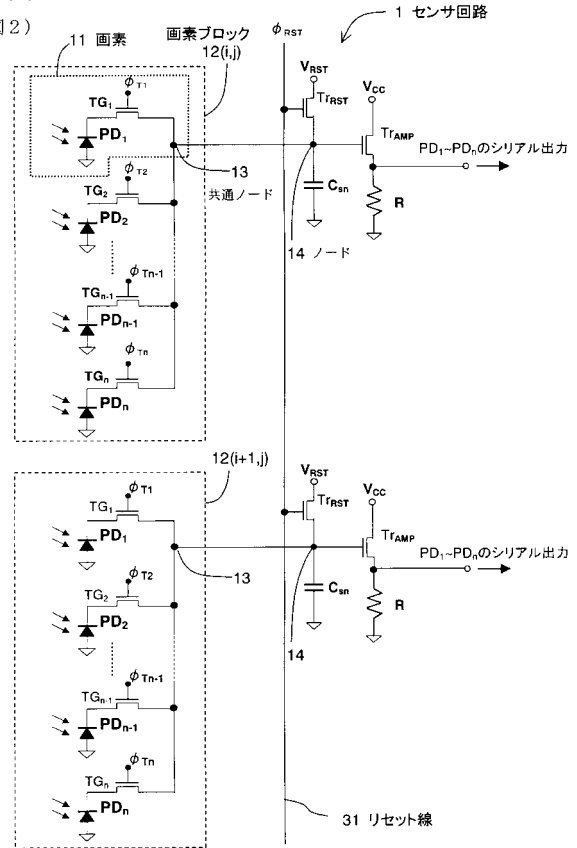 図2)
1 センサ回路
11 画素
画素ブロック
12(i,j)
φRST
VRST
TrRST
VCC
TrAMP
PD1~PDnのシリアル出力
φT1
TG1
PD1
13
共通ノード
Csn
R
14 ノード
φT2
TG2
PD2
φTn-1
TGn-1
PDn-1
φTn
TGn
PDn
12(i+1,j)
VRST
TrRST
VCC
TrAMP
PD1~PDnのシリアル出力
φT1
TG1
PD1
13
Csn
R
14
φT2
TG2
PD2
φTn-1
TGn-1
PDn-1
φTn
TGn
PDn
31 リセット線